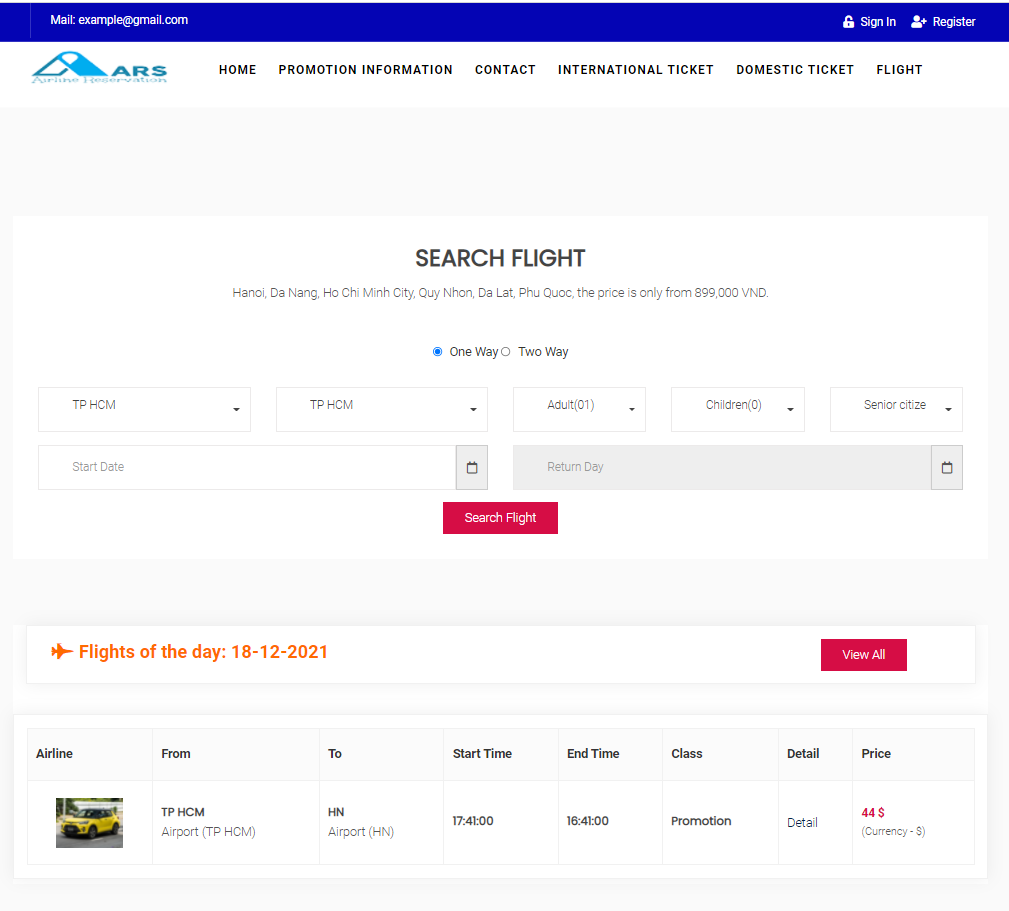 Mail: example@gmail.com
Sign In
Register
ARS
Airline Reservation
HOME
PROMOTION INFORMATION
CONTACT
INTERNATIONAL TICKET
DOMESTIC TICKET
FLIGHT
SEARCH FLIGHT
Hanoi, Da Nang, Ho Chi Minh City, Quy Nhon, Da Lat, Phu Quoc, the price is only from 899,000 VND.
One Way Two Way
TP HCM
TP HCM
Adult(01)
Children(0)
Senior citize
Start Date
Return Day
Search Flight
Flights of the day: 18-12-2021
View All
Airline From To Start Time End Time Class Detail Price
TP HCM
Airport (TP HCM)
HN
Airport (HN)
17:41:00
16:41:00
Promotion
Detail
44 $
(Currency - $)